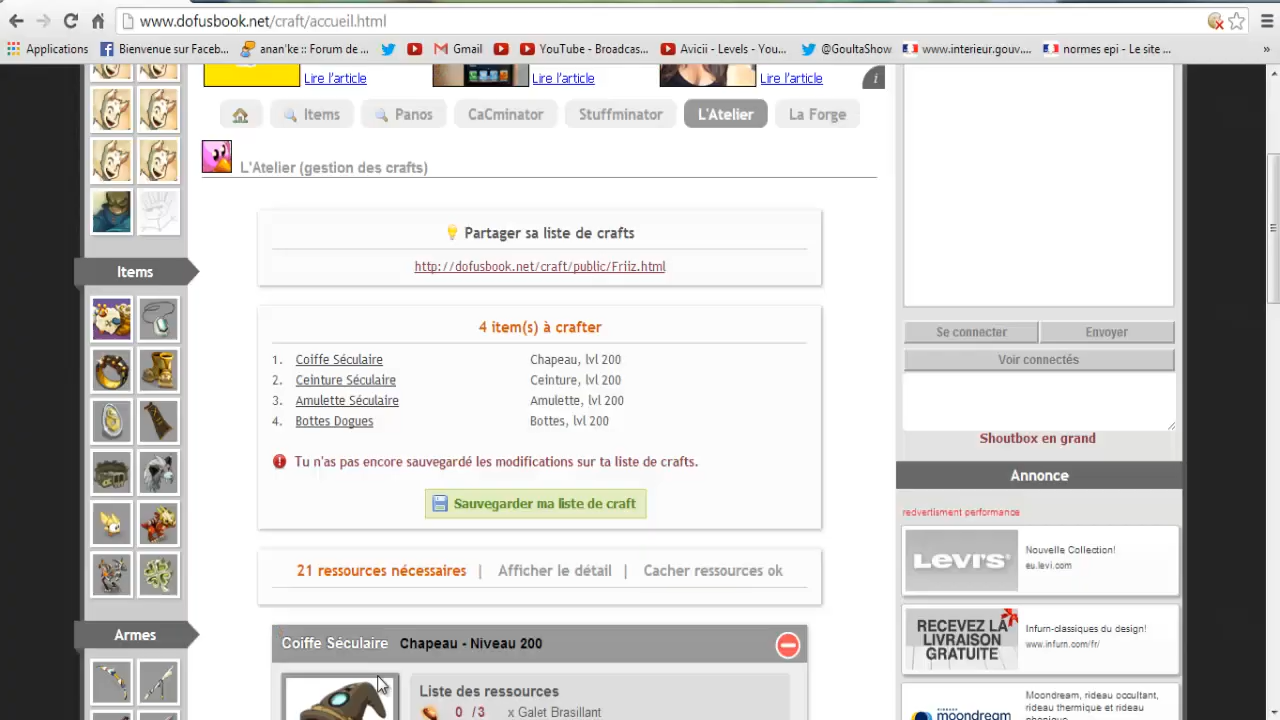 www.dofusbook.net/craft/accueil.html
Applications
Bienvenue sur Faceb...
anan'ke :: Forum de ...
Gmail
YouTube - Broadcas...
Avicii - Levels - You...
@GoultaShow
www.interieur.gouv....
normes epi - Le site ...
»
Lire l'article
Lire l'article
Lire l'article
i
Items
Panos
CaCminator
Stuffminator
L'Atelier
La Forge
L'Atelier (gestion des crafts)
Partager sa liste de crafts
http://dofusbook.net/craft/public/Friiz.html
Items
4 item(s) à crafter
1. Coiffe Séculaire Chapeau, lvl 200
2. Ceinture Séculaire Ceinture, lvl 200
3. Amulette Séculaire Amulette, lvl 200
4. Bottes Dogues Bottes, lvl 200
Tu n'as pas encore sauvegardé les modifications sur ta liste de crafts.
Sauvegarder ma liste de craft
21 ressources nécessaires | Afficher le détail | Cacher ressources ok
Armes
Coiffe Séculaire Chapeau - Niveau 200
Liste des ressources
0 /3 x Galet Brasillant
Se connecter
Envoyer
Voir connectés
Shoutbox en grand
Annonce
redvertisment performance
LEVI'S
Nouvelle Collection!
eu.levi.com
RECEVEZ LA
LIVRAISON
GRATUITE
Infurn-classiques du design!
www.infurn.com/fr/
moondream
Moondream, rideau occultant,
rideau thermique et rideau